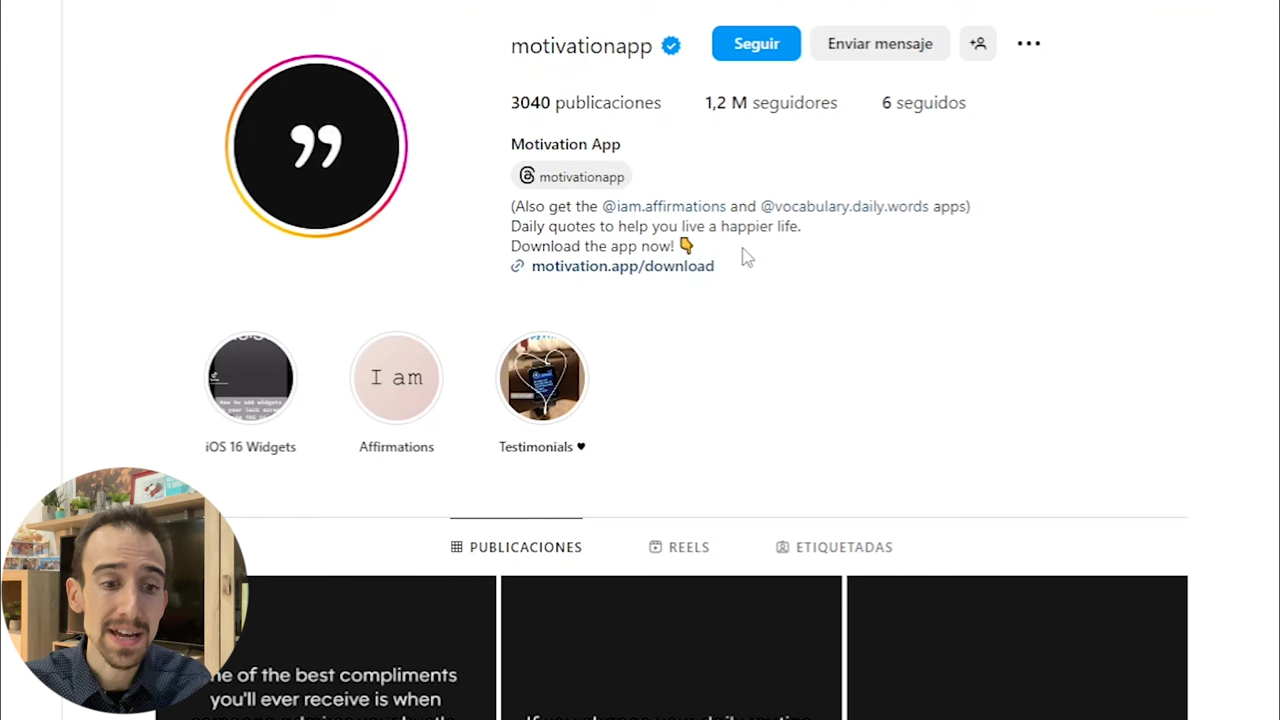 motivationapp
Seguir
Enviar mensaje
3040 publicaciones
1,2 M seguidores
6 seguidos
Motivation App
motivationapp
(Also get the @iam.affirmations and @vocabulary.daily.words apps)
Daily quotes to help you live a happier life.
Download the app now! 👇
motivation.app/download
I am
iOS 16 Widgets
Affirmations
Testimonials ♥
PUBLICACIONES
REELS
ETIQUETADAS
of the best compliments
you'll ever receive is when